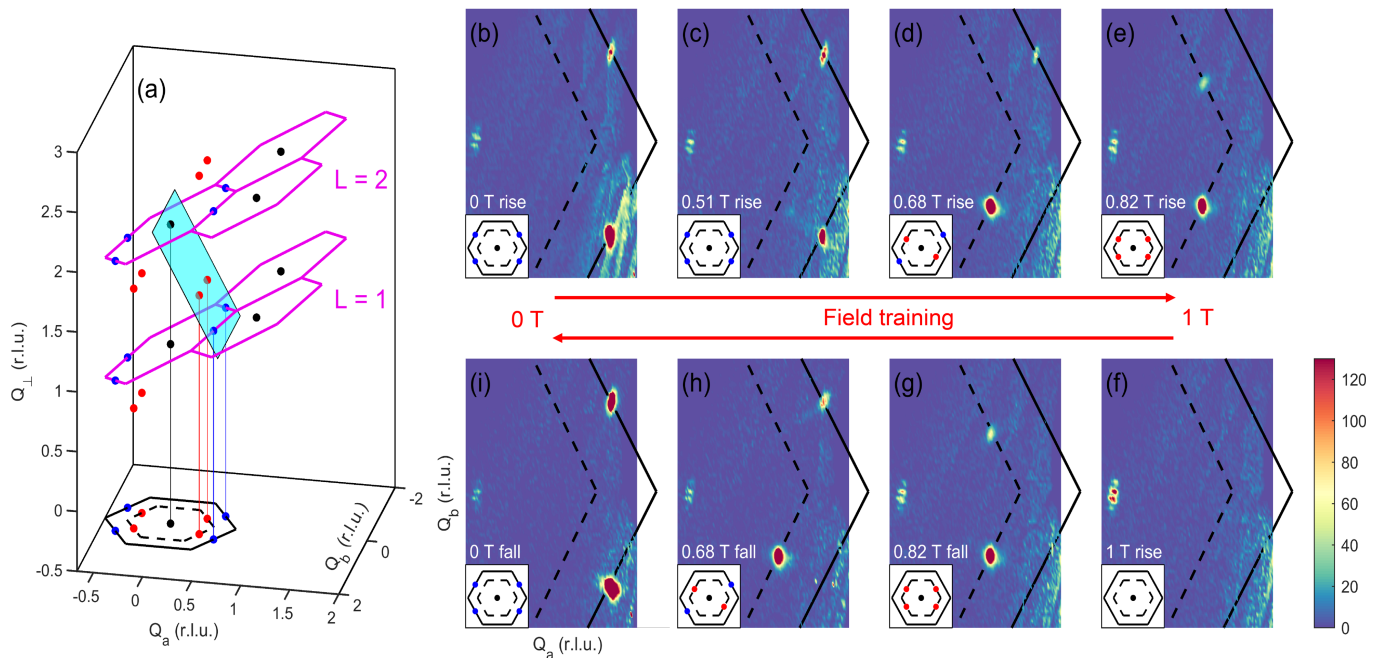 (a)
3
2.5
2
1.5
1
0.5
0
-0.5
Q⊥ (r.l.u.)
L = 2
L = 1
-0.5
0
0.5
1
1.5
2
Qa (r.l.u.)
-2
0
2
Qb (r.l.u.)
(b)
0 T rise
(c)
0.51 T rise
(d)
0.68 T rise
(e)
0.82 T rise
0 T
Field training
1 T
(i)
0 T fall
(h)
0.68 T fall
(g)
0.82 T fall
(f)
1 T rise
Qb (r.l.u.)
Qa (r.l.u.)
120
100
80
60
40
20
0